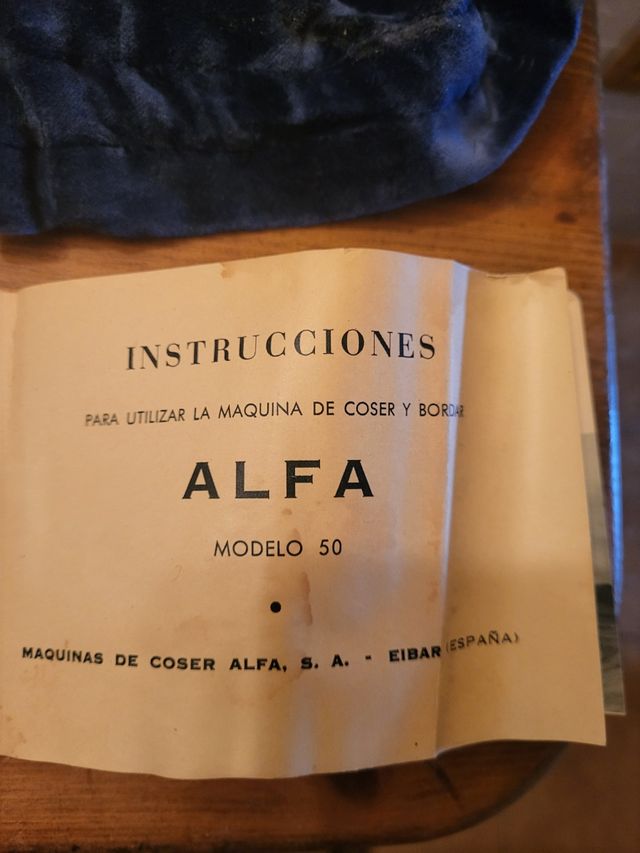 INSTRUCCIONES
PARA UTILIZAR LA MAQUINA DE COSER Y BORDAR
ALFA
MODELO 50
MAQUINAS DE COSER ALFA, S. A. - EIBAR (ESPAÑA)